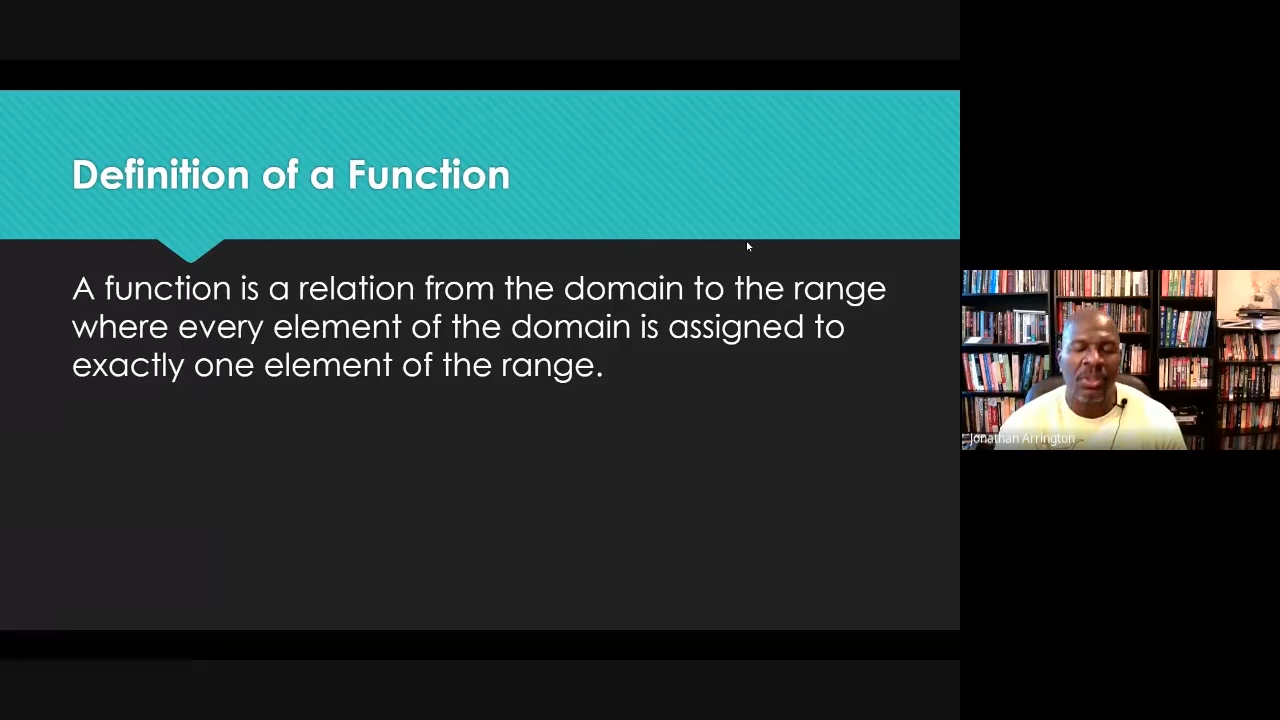 Definition of a Function
A function is a relation from the domain to the range
where every element of the domain is assigned to
exactly one element of the range.
Jonathan Arrington